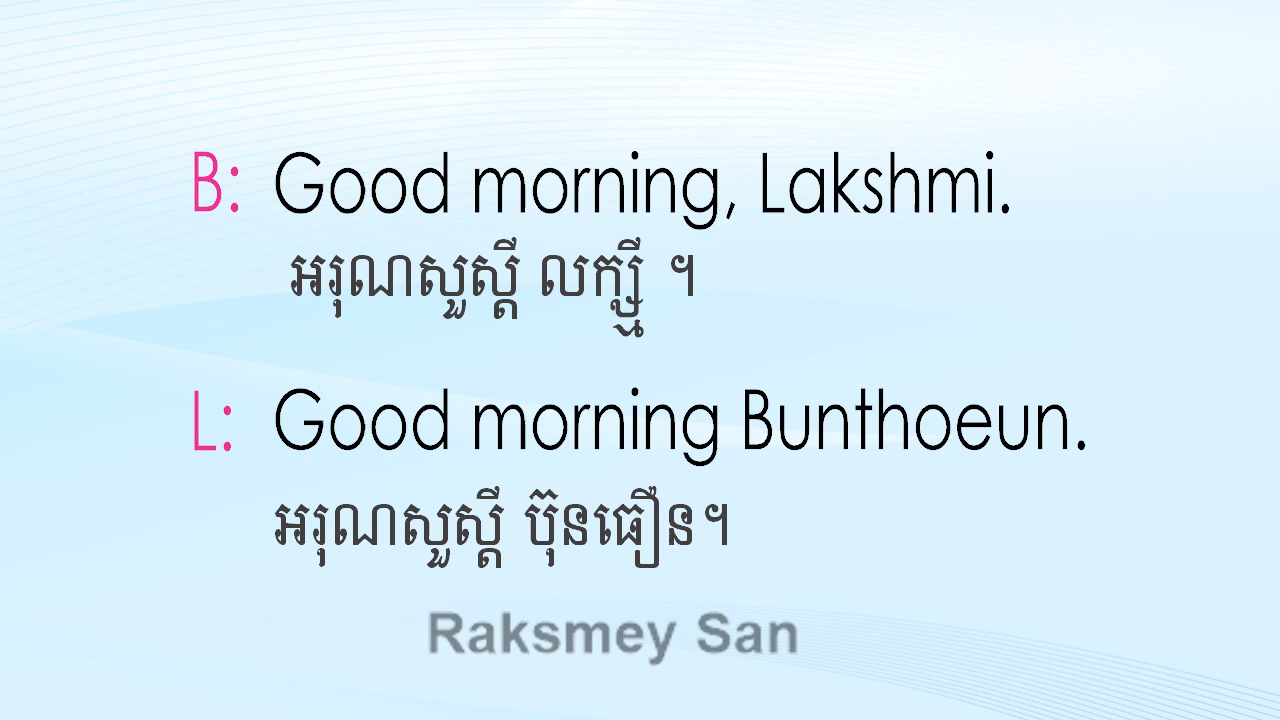 B: Good morning, Lakshmi.
អរុណសួស្តី លក្ស្មី ។
L: Good morning Bunthoeun.
អរុណសួស្តី ប៊ុនធឿន។
Raksmey San